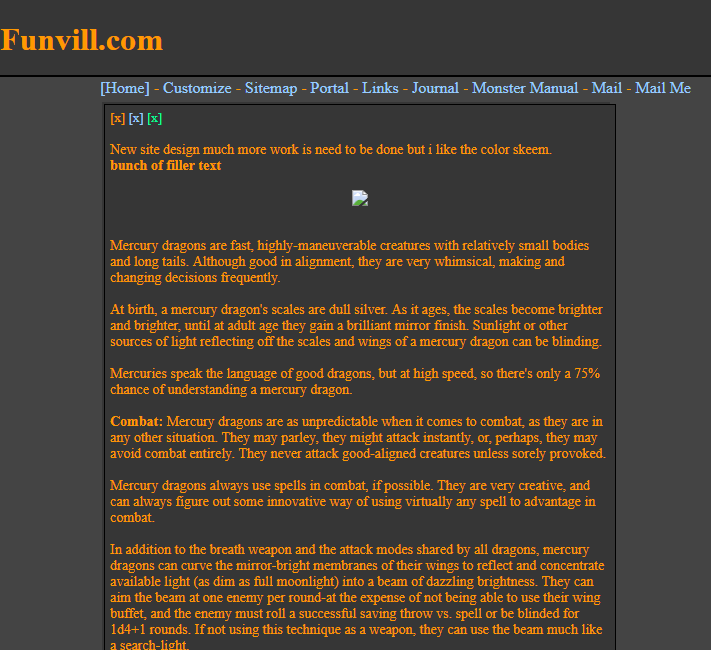 Funvill.com
[Home] - Customize - Sitemap - Portal - Links - Journal - Monster Manual - Mail - Mail Me
[x] [x] [x]
New site design much more work is need to be done but i like the color skeem.
bunch of filler text
Mercury dragons are fast, highly-maneuverable creatures with relatively small bodies
and long tails. Although good in alignment, they are very whimsical, making and
changing decisions frequently.
At birth, a mercury dragon's scales are dull silver. As it ages, the scales become brighter
and brighter, until at adult age they gain a brilliant mirror finish. Sunlight or other
sources of light reflecting off the scales and wings of a mercury dragon can be blinding.
Mercuries speak the language of good dragons, but at high speed, so there's only a 75%
chance of understanding a mercury dragon.
Combat: Mercury dragons are as unpredictable when it comes to combat, as they are in
any other situation. They may parley, they might attack instantly, or, perhaps, they may
avoid combat entirely. They never attack good-aligned creatures unless sorely provoked.
Mercury dragons always use spells in combat, if possible. They are very creative, and
can always figure out some innovative way of using virtually any spell to advantage in
combat.
In addition to the breath weapon and the attack modes shared by all dragons, mercury
dragons can curve the mirror-bright membranes of their wings to reflect and concentrate
available light (as dim as full moonlight) into a beam of dazzling brightness. They can
aim the beam at one enemy per round-at the expense of not being able to use their wing
buffet, and the enemy must roll a successful saving throw vs. spell or be blinded for
1d4+1 rounds. If not using this technique as a weapon, they can use the beam much like
a search-light.